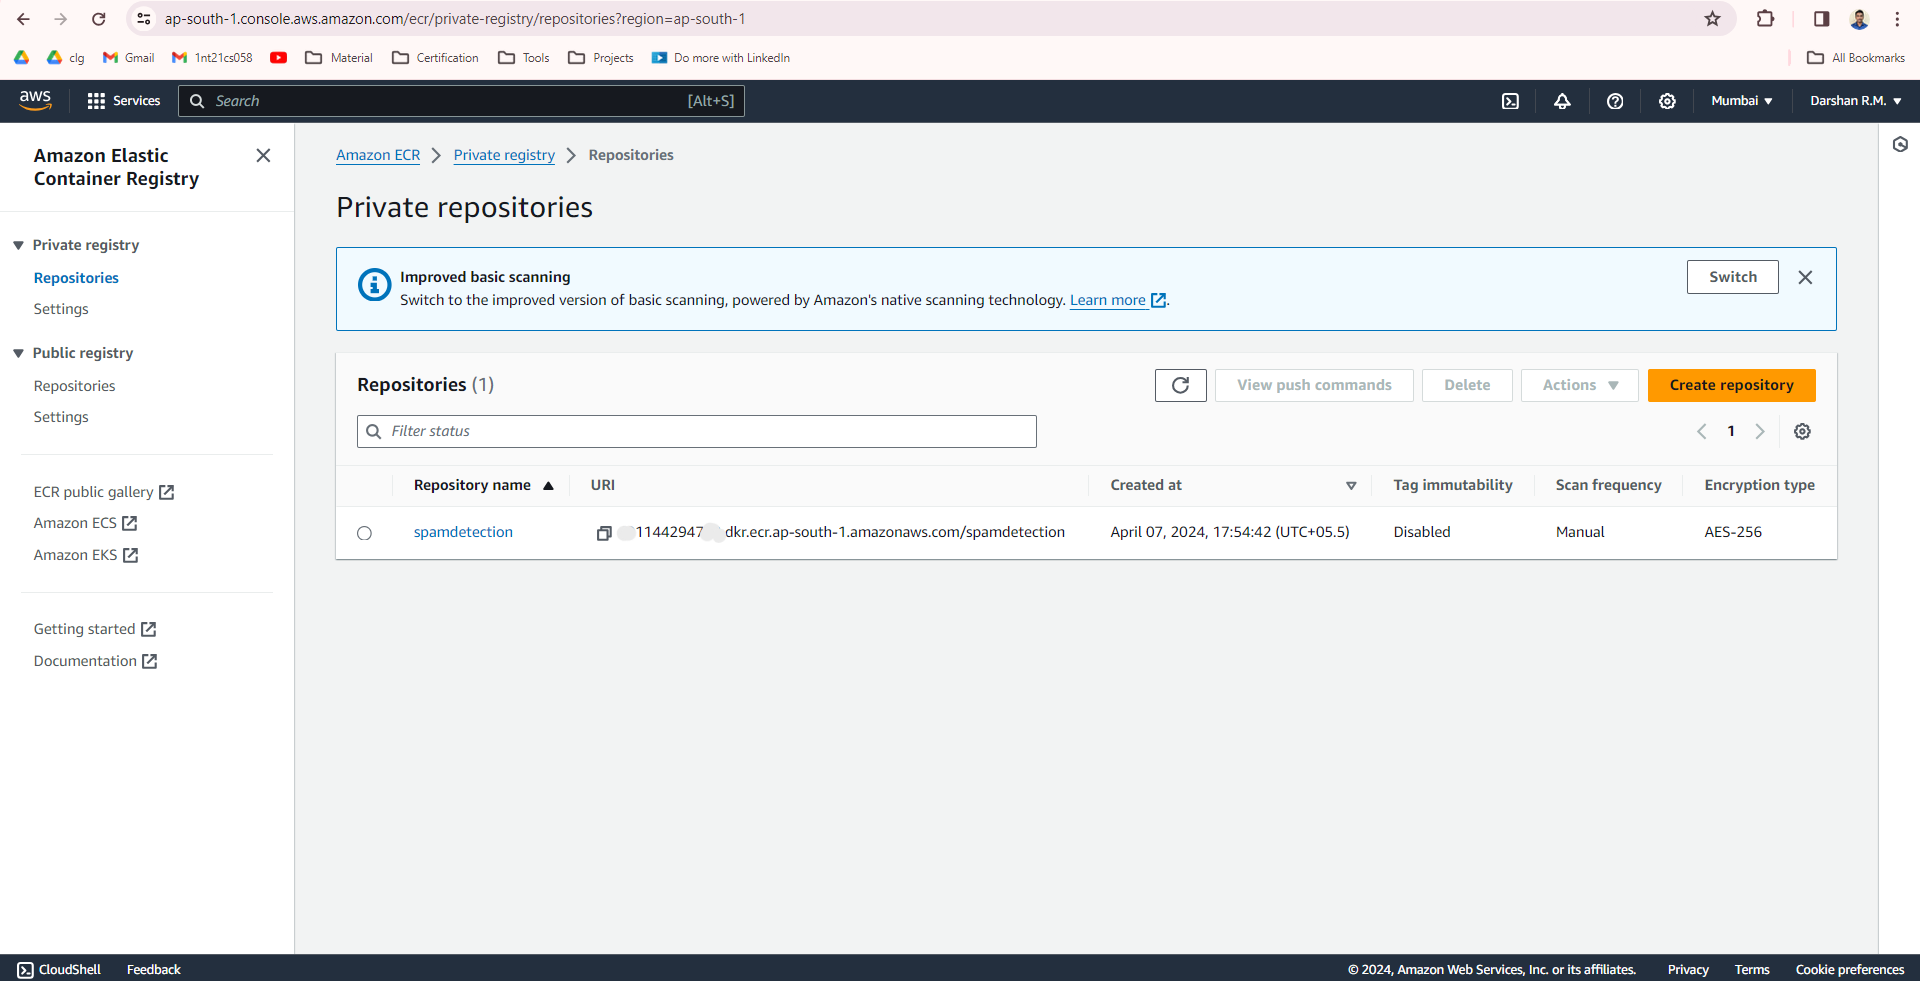 ap-south-1.console.aws.amazon.com/ecr/private-registry/repositories?region=ap-south-1
clg Gmail 1nt21cs058 Material Certification Tools Projects Do more with LinkedIn All Bookmarks
aws Services Search [Alt+S] Mumbai Darshan R.M.
Amazon Elastic
Container Registry
Private registry
Repositories
Settings
Public registry
Repositories
Settings
ECR public gallery
Amazon ECS
Amazon EKS
Getting started
Documentation
Amazon ECR Private registry Repositories
Private repositories
Improved basic scanning
Switch to the improved version of basic scanning, powered by Amazon's native scanning technology. Learn more.
Switch
Repositories (1)
View push commands Delete Actions Create repository
Filter status
1
Repository name URI Created at Tag immutability Scan frequency Encryption type
spamdetection 11442947 dkr.ecr.ap-south-1.amazonaws.com/spamdetection April 07, 2024, 17:54:42 (UTC+05.5) Disabled Manual AES-256
CloudShell Feedback © 2024, Amazon Web Services, Inc. or its affiliates. Privacy Terms Cookie preferences